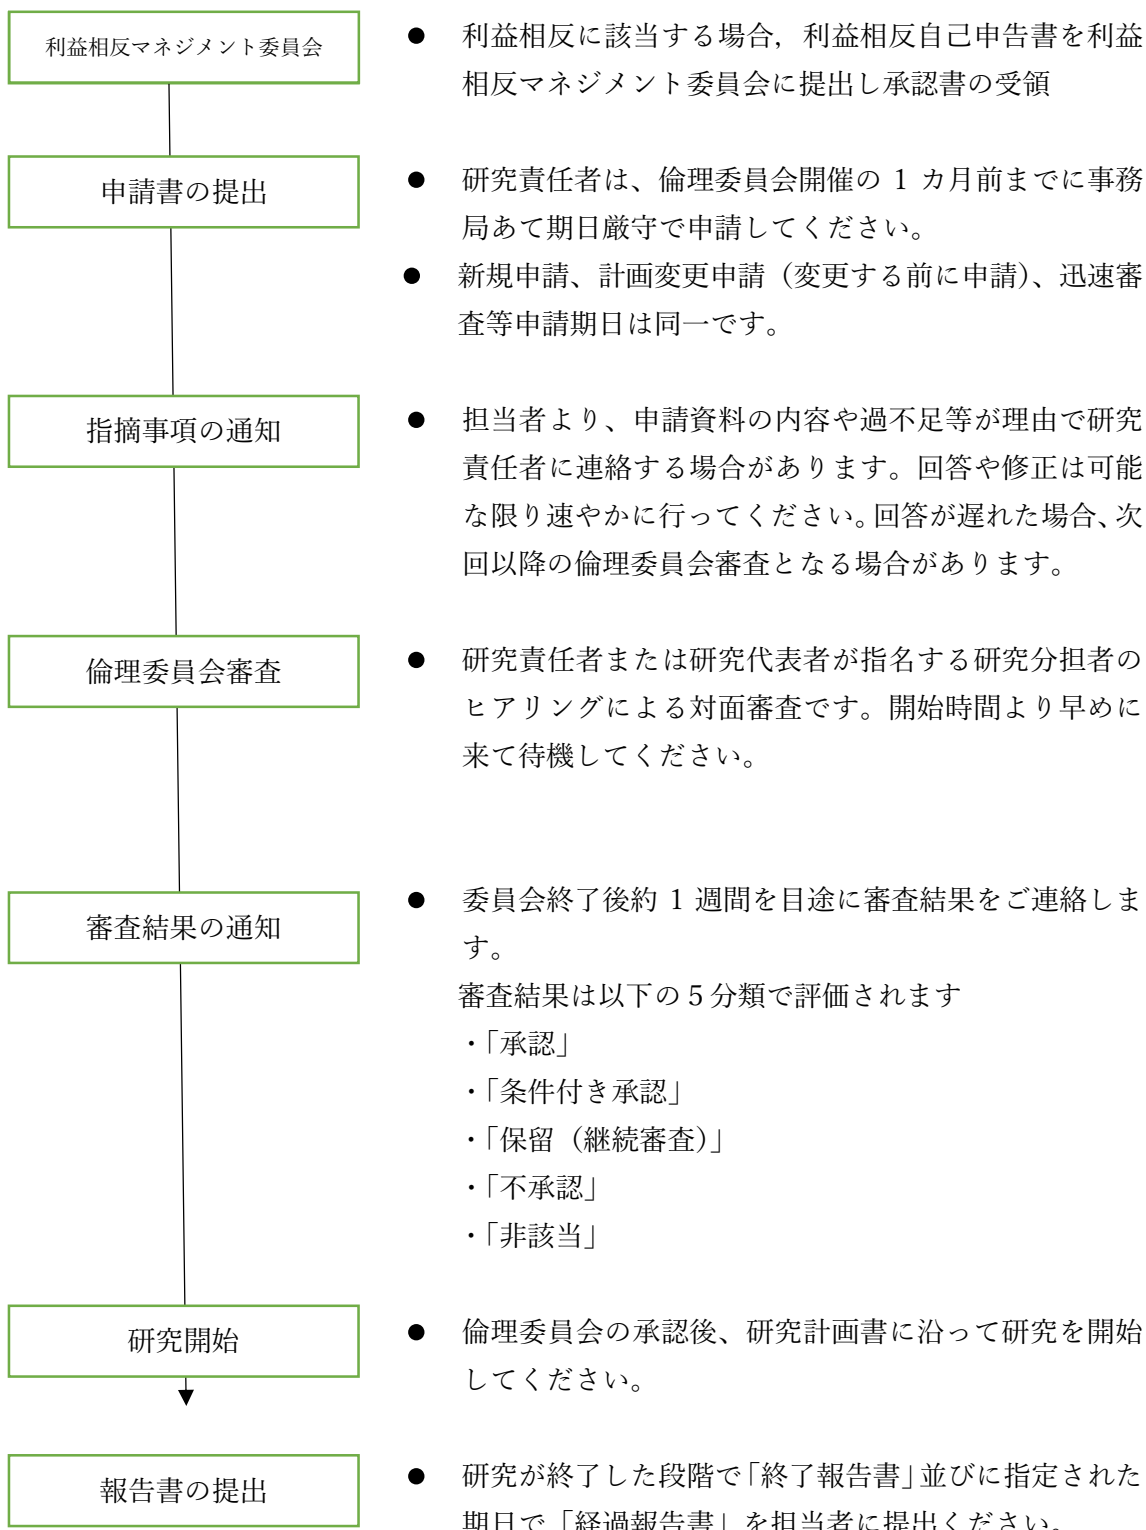 利益相反マネジメント委員会
● 利益相反に該当する場合，利益相反自己申告書を利益
相反マネジメント委員会に提出し承認書の受領
申請書の提出
● 研究責任者は、倫理委員会開催の 1 カ月前までに事務
局あて期日厳守で申請してください。
● 新規申請、計画変更申請（変更する前に申請）、迅速審
査等申請期日は同一です。
指摘事項の通知
● 担当者より、申請資料の内容や過不足等が理由で研究
責任者に連絡する場合があります。回答や修正は可能
な限り速やかに行ってください。回答が遅れた場合、次
回以降の倫理委員会審査となる場合があります。
倫理委員会審査
● 研究責任者または研究代表者が指名する研究分担者の
ヒアリングによる対面審査です。開始時間より早めに
来て待機してください。
審査結果の通知
● 委員会終了後約 1 週間を目途に審査結果をご連絡しま
す。
審査結果は以下の５分類で評価されます
・「承認」
・「条件付き承認」
・「保留（継続審査）」
・「不承認」
・「非該当」
研究開始
● 倫理委員会の承認後、研究計画書に沿って研究を開始
してください。
報告書の提出
● 研究が終了した段階で「終了報告書」並びに指定された
期日で「経過報告書」を担当者に提出ください。